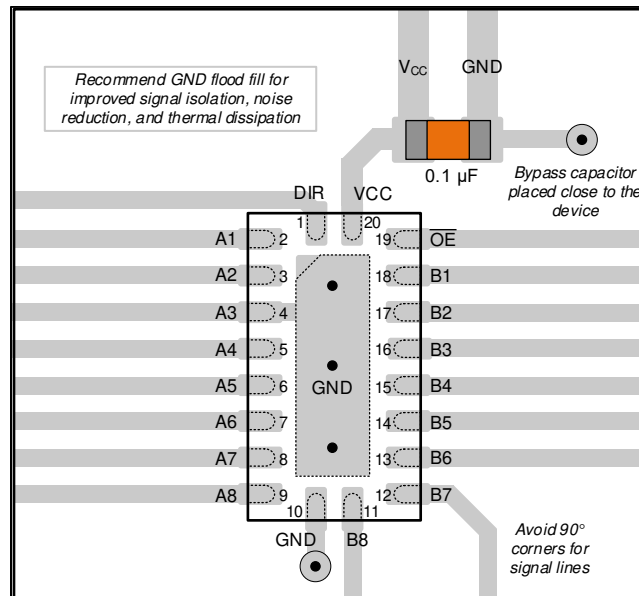 V_CC GND
Recommend GND flood fill for
improved signal isolation, noise
reduction, and thermal dissipation
0.1 µF
Bypass capacitor
placed close to the
device
DIR VCC
1 20
A1 2 19 O̅E̅
A2 3 18 B1
A3 4 17 B2
A4 5 16 B3
A5 6 GND 15 B4
A6 7 14 B5
A7 8 13 B6
A8 9 12 B7
10 11
GND B8
Avoid 90°
corners for
signal lines